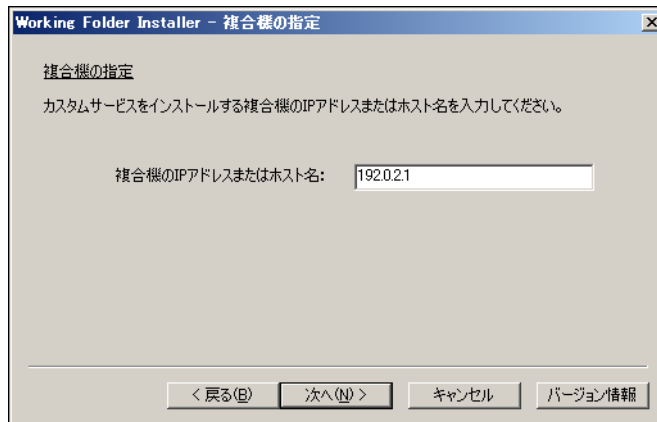 Working Folder Installer - 複合機の指定
複合機の指定
カスタムサービスをインストールする複合機のIPアドレスまたはホスト名を入力してください。
複合機のIPアドレスまたはホスト名: 192.0.2.1
< 戻る(B) 次へ(N) > キャンセル バージョン情報